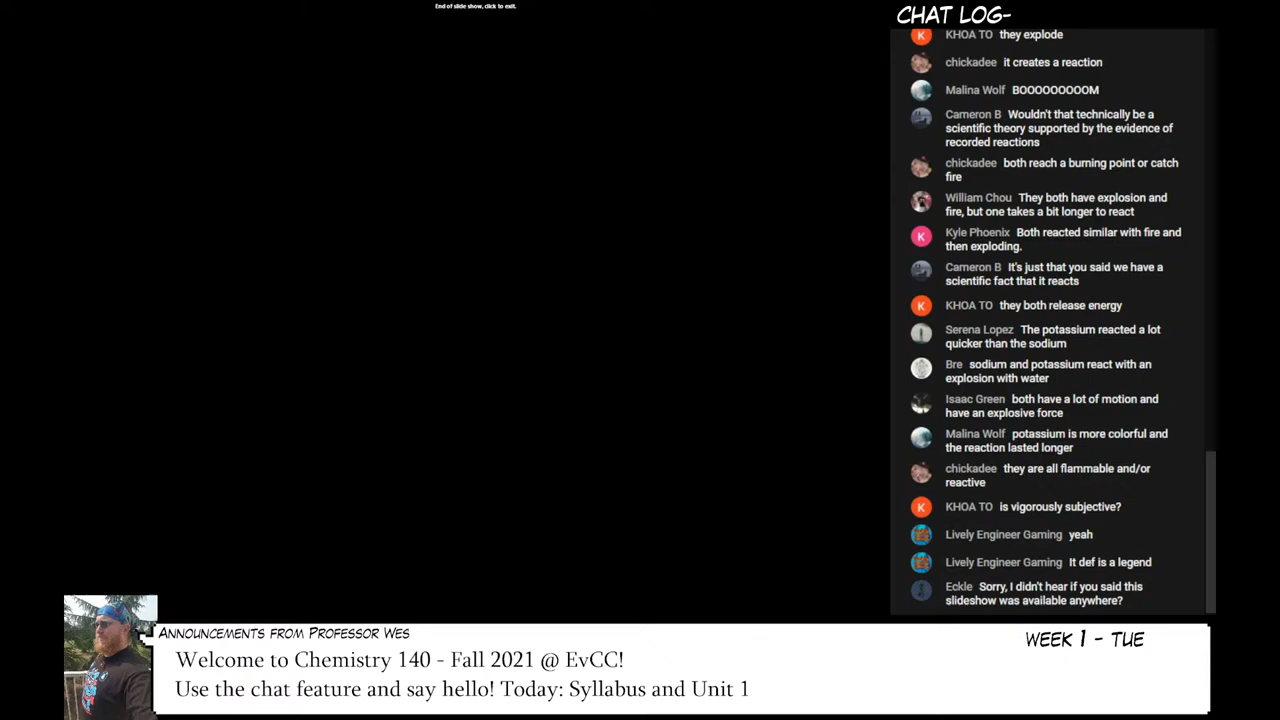 End of slide show, click to exit.
CHAT LOG-
KHOA TO they explode
chickadee it creates a reaction
Malina Wolf BOOOOOOOOOM
Cameron B Wouldn't that technically be a
scientific theory supported by the evidence of
recorded reactions
chickadee both reach a burning point or catch
fire
William Chou They both have explosion and
fire, but one takes a bit longer to react
K
Kyle Phoenix Both reacted similar with fire and
then exploding.
Cameron B It's just that you said we have a
scientific fact that it reacts
K
KHOA TO they both release energy
Serena Lopez The potassium reacted a lot
quicker than the sodium
Bre sodium and potassium react with an
explosion with water
Isaac Green both have a lot of motion and
have an explosive force
Malina Wolf potassium is more colorful and
the reaction lasted longer
chickadee they are all flammable and/or
reactive
K
KHOA TO is vigorously subjective?
Lively Engineer Gaming yeah
Lively Engineer Gaming It def is a legend
Eckle Sorry, I didn't hear if you said this
slideshow was available anywhere?
ANNOUNCEMENTS FROM PROFESSOR WES
WEEK 1 - TUE
Welcome to Chemistry 140 - Fall 2021 @ EvCC!
Use the chat feature and say hello! Today: Syllabus and Unit 1